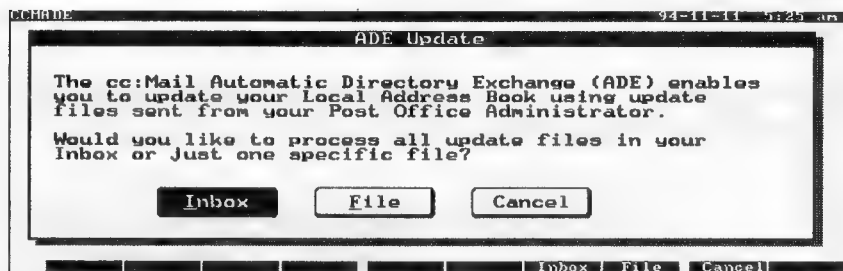 CCMADE 94-11-11 5:25 am
ADE Update
The cc:Mail Automatic Directory Exchange (ADE) enables
you to update your Local Address Book using update
files sent from your Post Office Administrator.
Would you like to process all update files in your
Inbox or just one specific file?
Inbox File Cancel
Inbox File Cancel